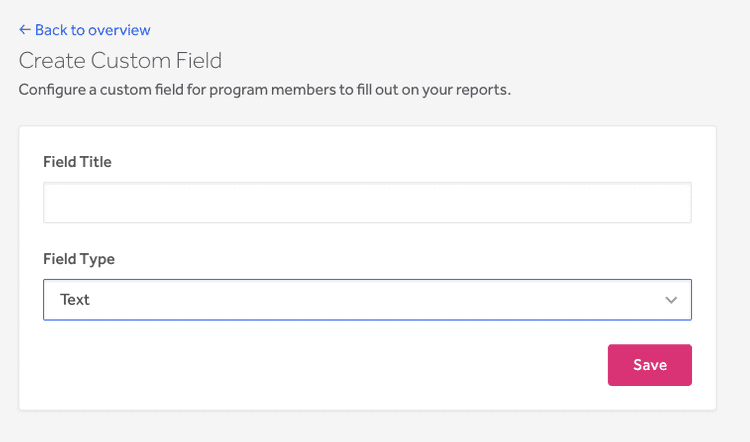 ← Back to overview
Create Custom Field
Configure a custom field for program members to fill out on your reports.
Field Title
Field Type
Text
Save